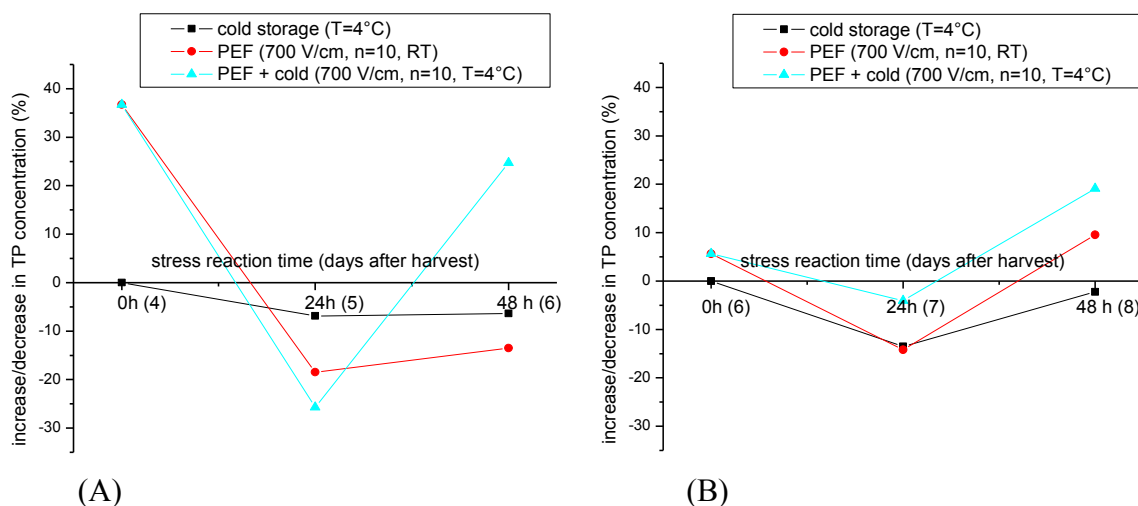 cold storage (T=4°C)
PEF (700 V/cm, n=10, RT)
PEF + cold (700 V/cm, n=10, T=4°C)
increase/decrease in TP concentration (%)
40
30
20
10
0
-10
-20
-30
stress reaction time (days after harvest)
0h (4)
24h (5)
48 h (6)
(A)
cold storage (T=4°C)
PEF (700 V/cm, n=10, RT)
PEF + cold (700 V/cm, n=10, T=4°C)
increase/decrease in TP concentration (%)
40
30
20
10
0
-10
-20
-30
stress reaction time (days after harvest)
0h (6)
24h (7)
48 h (8)
(B)